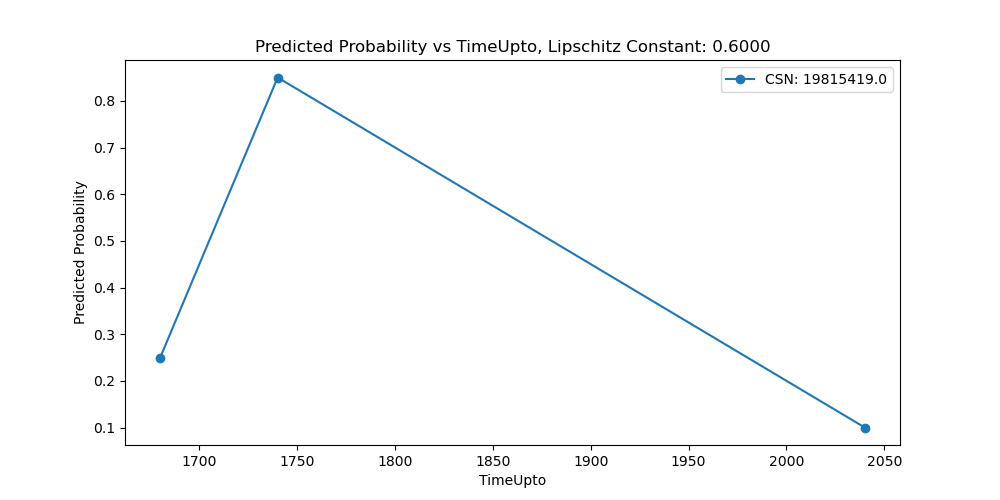 Predicted Probability vs TimeUpto, Lipschitz Constant: 0.6000
CSN: 19815419.0
Predicted Probability
0.8
0.7
0.6
0.5
0.4
0.3
0.2
0.1
1700 1750 1800 1850 1900 1950 2000 2050
TimeUpto